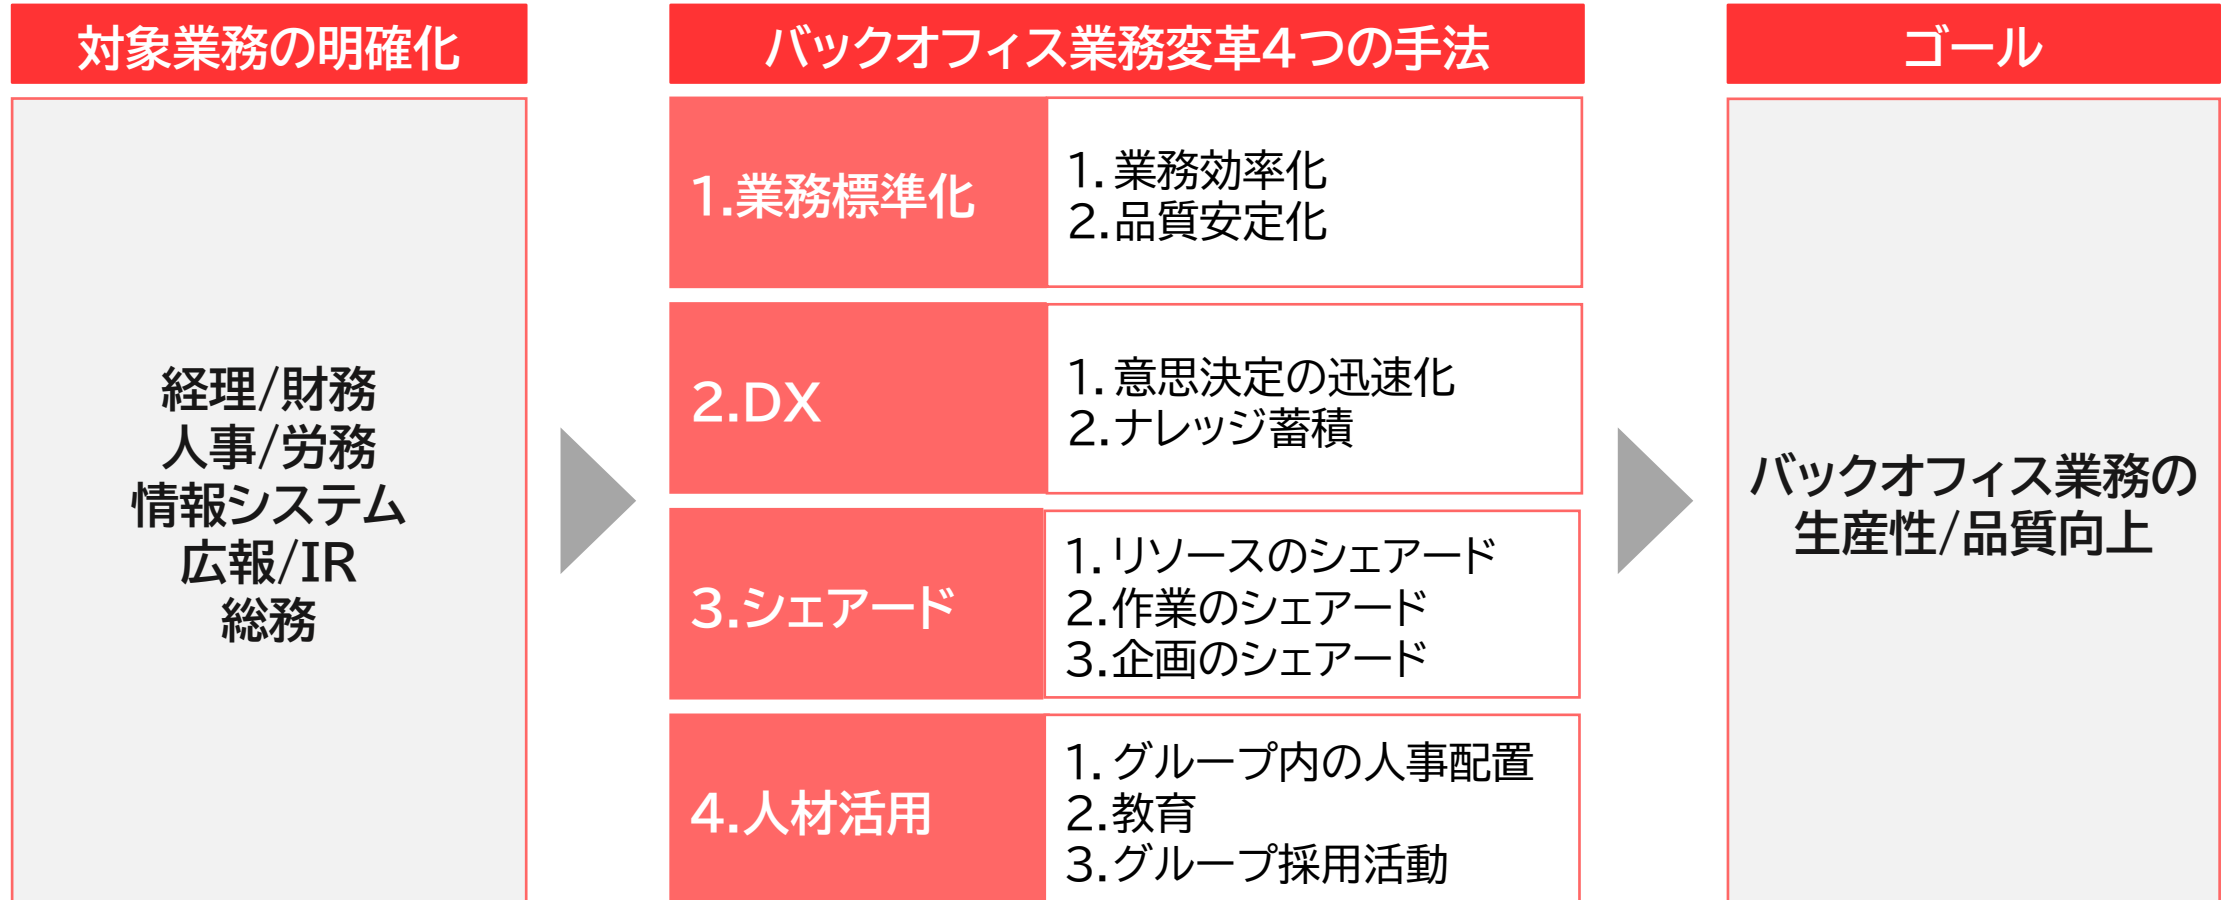 対象業務の明確化
経理/財務
人事/労務
情報システム
広報/IR
総務
バックオフィス業務変革4つの手法
1.業務標準化
1.業務効率化
2.品質安定化
2.DX
1.意思決定の迅速化
2.ナレッジ蓄積
3.シェアード
1.リソースのシェアード
2.作業のシェアード
3.企画のシェアード
4.人材活用
1.グループ内の人事配置
2.教育
3.グループ採用活動
ゴール
バックオフィス業務の
生産性/品質向上